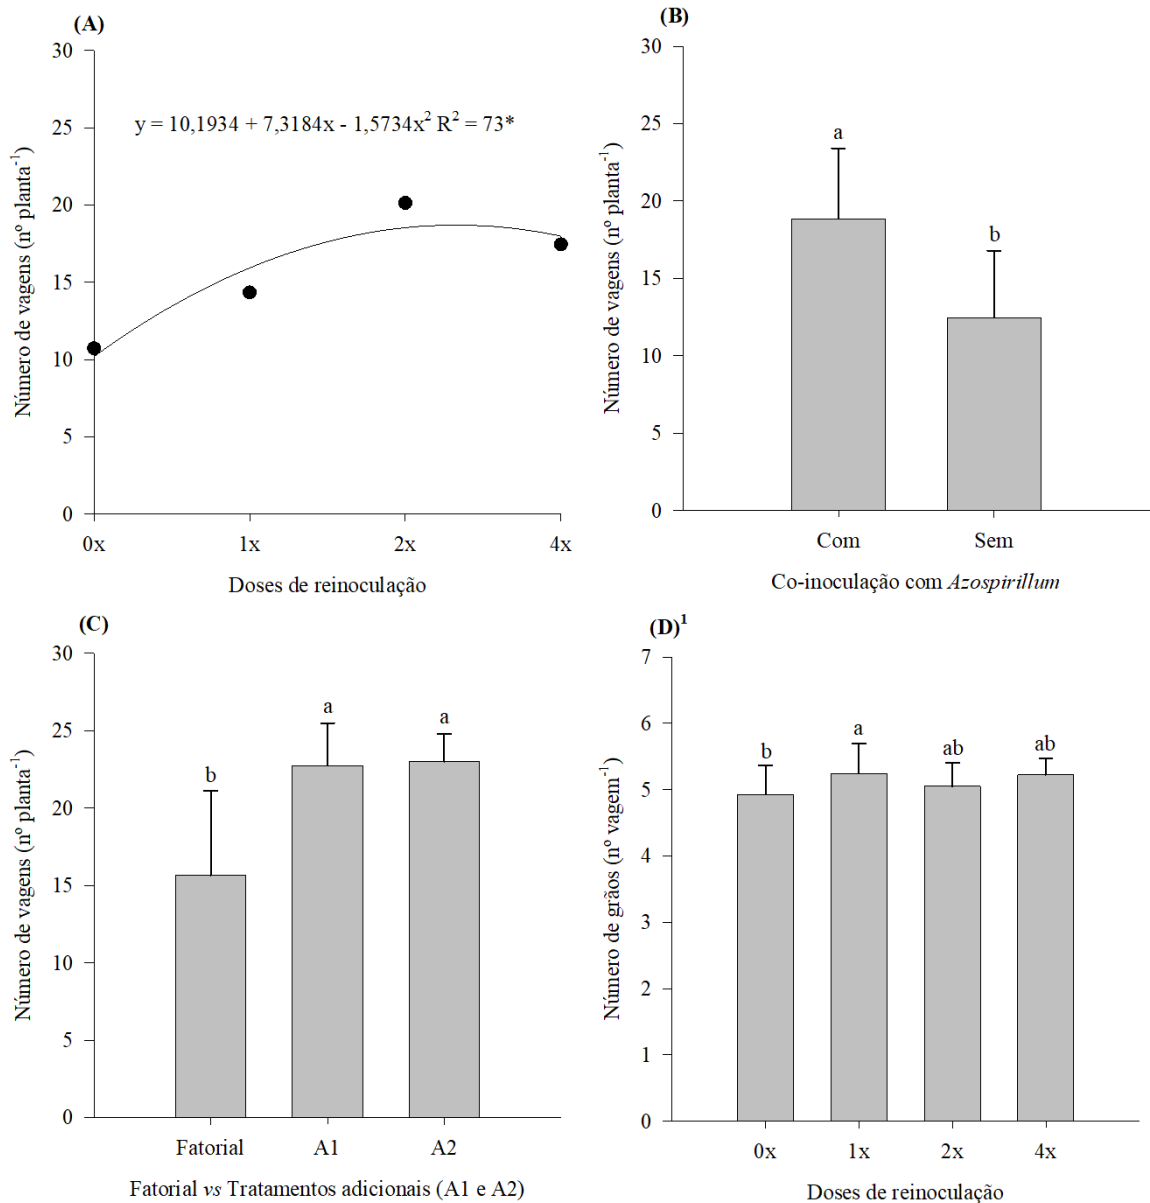 (A)
30
25
20
15
10
5
0
y = 10,1934 + 7,3184x - 1,5734x² R² = 73*
Número de vagens (nº planta⁻¹)
0x 1x 2x 4x
Doses de reinoculação
(B)
30
25
20
15
10
5
0
a
b
Número de vagens (nº planta⁻¹)
Com Sem
Co-inoculação com Azospirillum
(C)
30
25
20
15
10
5
0
b a a
Número de vagens (nº planta⁻¹)
Fatorial A1 A2
Fatorial vs Tratamentos adicionais (A1 e A2)
(D)¹
7
6
5
4
3
2
1
0
b a ab ab
Número de grãos (nº vagem⁻¹)
0x 1x 2x 4x
Doses de reinoculação